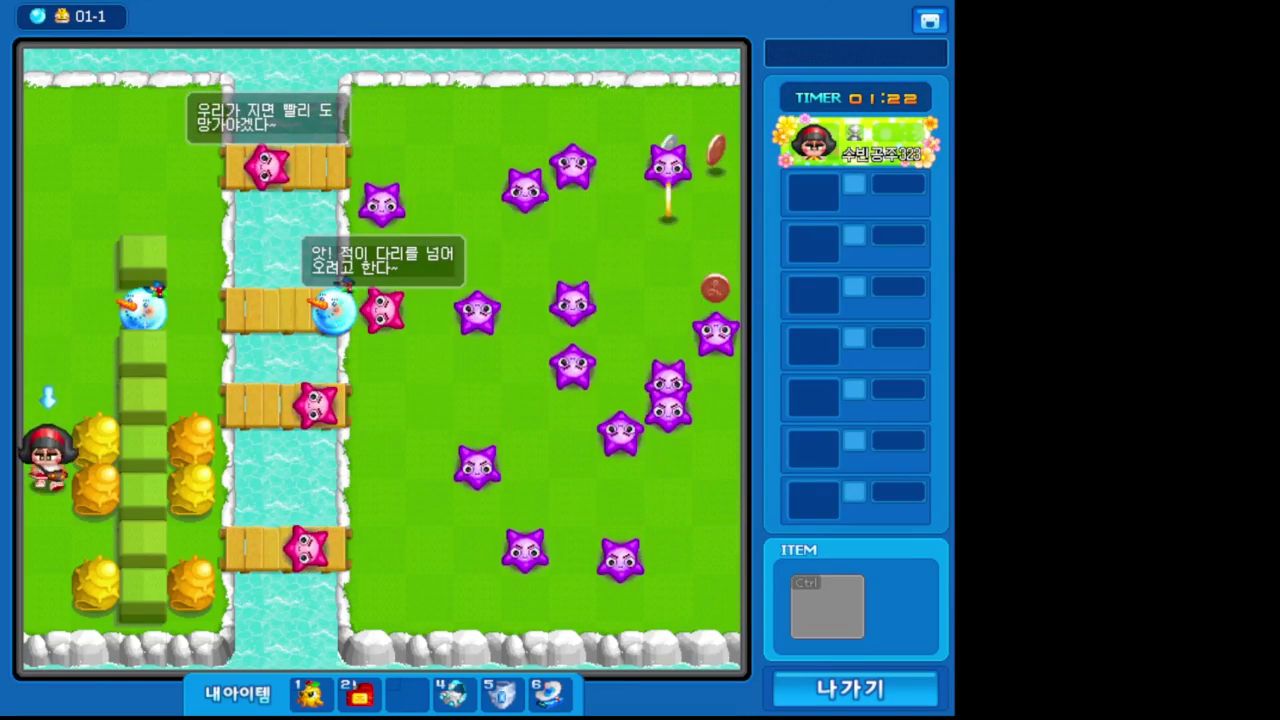 01-1
우리가 지면 빨리 도
망가야겠다~
앗! 적이 다리를 넘어
오려고 한다~
TIMER 01:22
수빈공주023
ITEM
Ctrl
내아이템
1
2
4
5
6
나가기